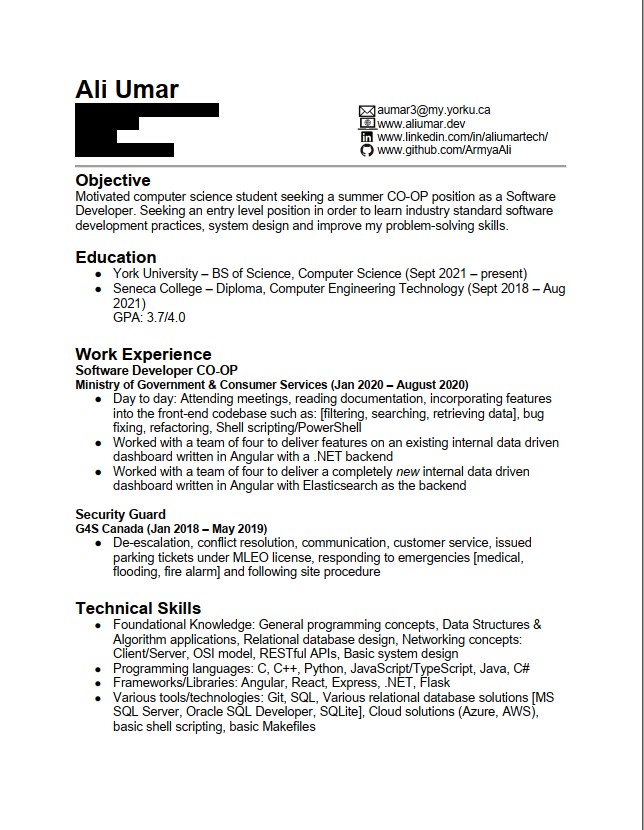 Ali Umar
aumar3@my.yorku.ca
www.aliumar.dev
www.linkedin.com/in/aliumartech/
www.github.com/ArmyaAli
Objective
Motivated computer science student seeking a summer CO-OP position as a Software
Developer. Seeking an entry level position in order to learn industry standard software
development practices, system design and improve my problem-solving skills.
Education
● York University – BS of Science, Computer Science (Sept 2021 – present)
● Seneca College – Diploma, Computer Engineering Technology (Sept 2018 – Aug
2021)
GPA: 3.7/4.0
Work Experience
Software Developer CO-OP
Ministry of Government & Consumer Services (Jan 2020 – August 2020)
● Day to day: Attending meetings, reading documentation, incorporating features
into the front-end codebase such as: [filtering, searching, retrieving data], bug
fixing, refactoring, Shell scripting/PowerShell
● Worked with a team of four to deliver features on an existing internal data driven
dashboard written in Angular with a .NET backend
● Worked with a team of four to deliver a completely new internal data driven
dashboard written in Angular with Elasticsearch as the backend
Security Guard
G4S Canada (Jan 2018 – May 2019)
● De-escalation, conflict resolution, communication, customer service, issued
parking tickets under MLEO license, responding to emergencies [medical,
flooding, fire alarm] and following site procedure
Technical Skills
● Foundational Knowledge: General programming concepts, Data Structures &
Algorithm applications, Relational database design, Networking concepts:
Client/Server, OSI model, RESTful APIs, Basic system design
● Programming languages: C, C++, Python, JavaScript/TypeScript, Java, C#
● Frameworks/Libraries: Angular, React, Express, .NET, Flask
● Various tools/technologies: Git, SQL, Various relational database solutions [MS
SQL Server, Oracle SQL Developer, SQLite], Cloud solutions (Azure, AWS),
basic shell scripting, basic Makefiles